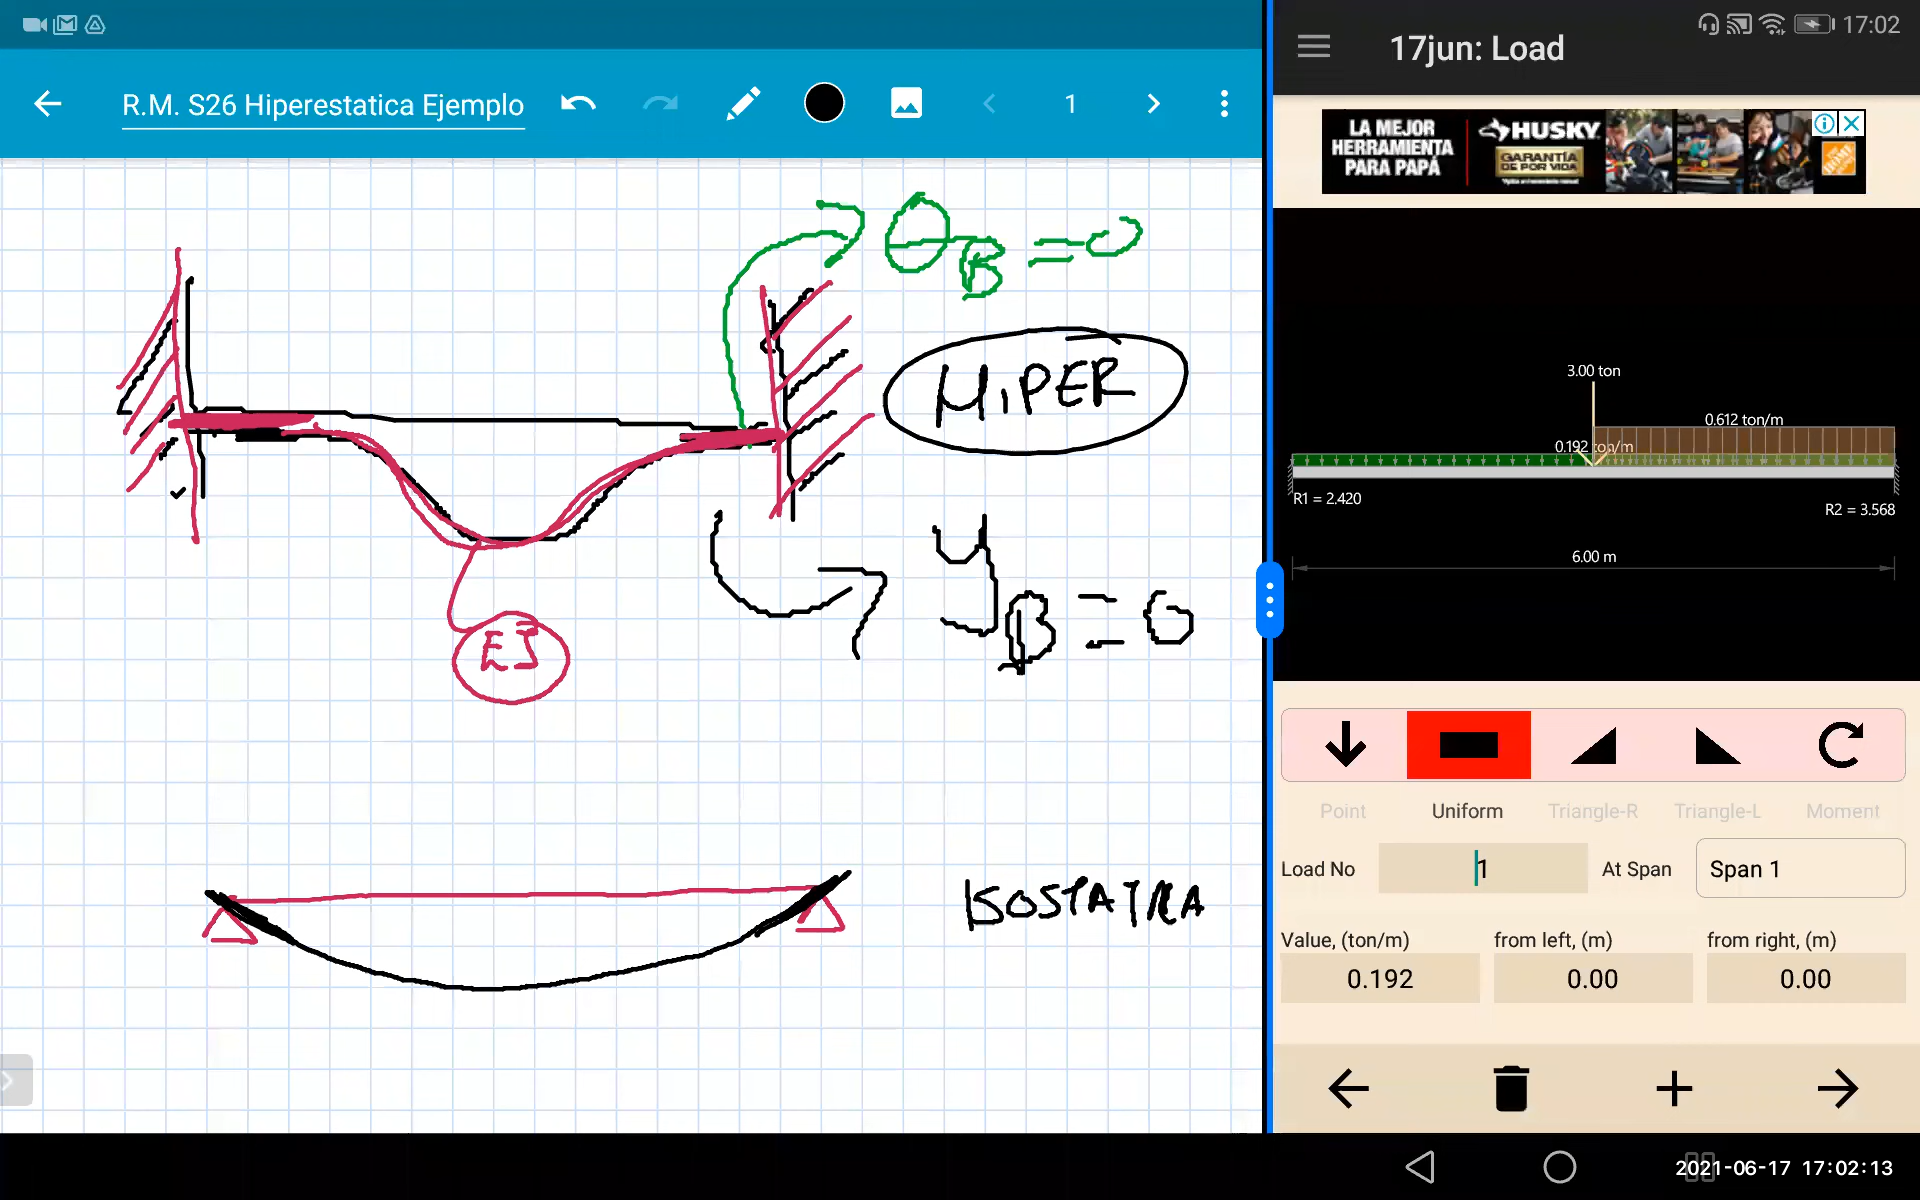 17:02
R.M. S26 Hiperestatica Ejemplo
1
17jun: Load
LA MEJOR
HERRAMIENTA
PARA PAPÁ
HUSKY
GARANTÍA
DE POR VIDA
θB = 0
HIPER
yB = 0
EI
ISOSTATICA
3.00 ton
0.612 ton/m
0.192 ton/m
R1 = 2.420
R2 = 3.568
6.00 m
Point
Uniform
Triangle-R
Triangle-L
Moment
Load No
1
At Span
Span 1
Value, (ton/m)
from left, (m)
from right, (m)
0.192
0.00
0.00
2021-06-17 17:02:13